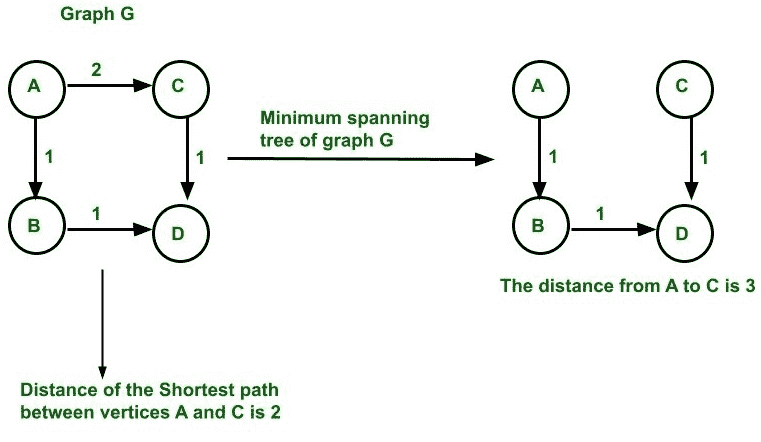 Graph G
A
2
C
1
1
B
1
D
Minimum spanning
tree of graph G
A
C
1
1
B
1
D
The distance from A to C is 3
Distance of the Shortest path
between vertices A and C is 2